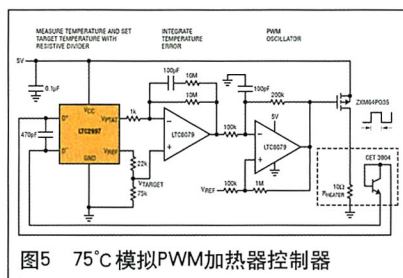 MEASURE TEMPERATURE AND SET
TARGET TEMPERATURE WITH
RESISTIVE DIVIDER
INTEGRATE
TEMPERATURE
ERROR
PWM
OSCILLATOR
5V
0.1µF
100pF
10M
10M
100pF
200k
ZXM64P035
VCC
D+
LTC2997
D-
GND
VPTAT
VREF
470pF
1k
LTC6079
100k
5V
LTC6079
22k
VTARGET
75k
VREF
100k
1M
10Ω
RHEATER
CET 3904
图5 75°C模拟PWM加热器控制器